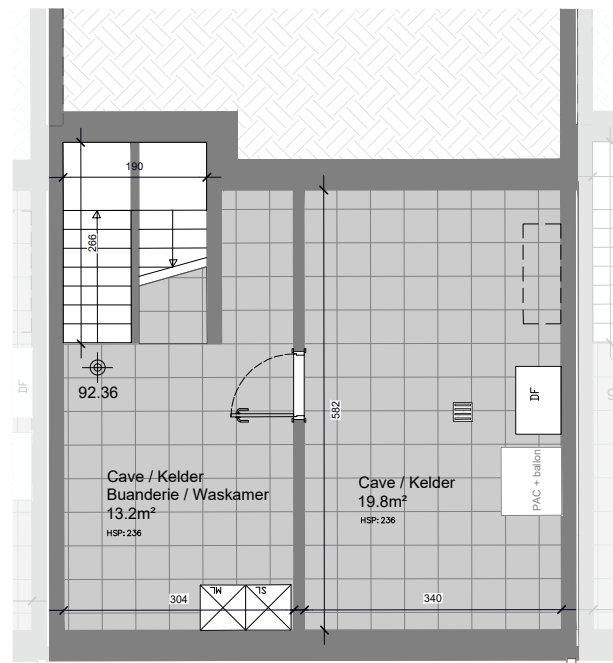 190
266
92.36
DF
DF
582
PAC + ballon
Cave / Kelder
Buanderie / Waskamer
13.2m²
HSP: 236
Cave / Kelder
19.8m²
HSP: 236
ML
SL
304
340